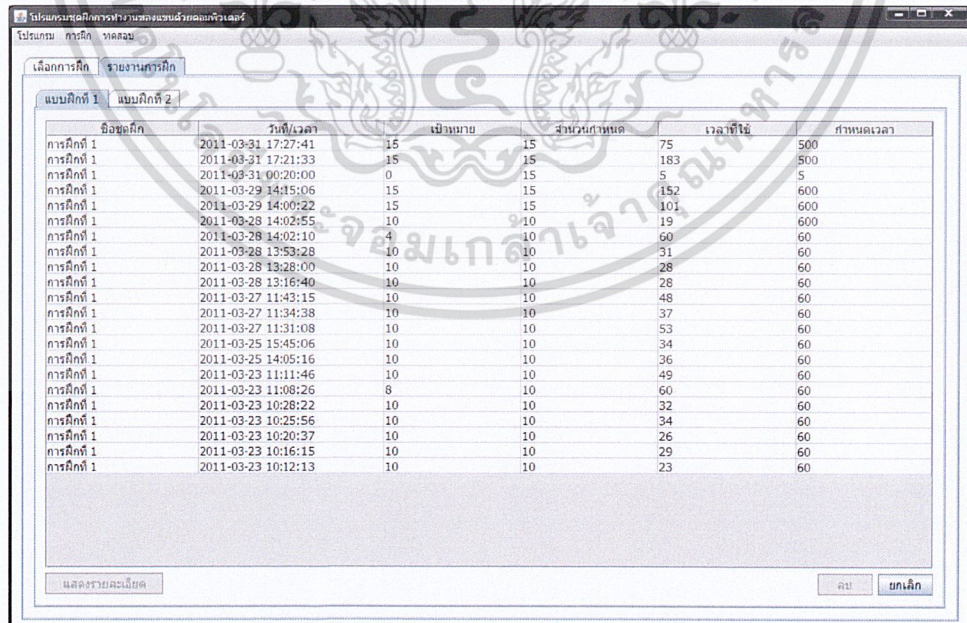 โปรแกรมชุดฝึกการทำงานของแขนด้วยคอมพิวเตอร์
โปรแกรม การฝึก ทดสอบ
เลือกการฝึก รายงานการฝึก
แบบฝึกที่ 1 แบบฝึกที่ 2
ชื่อชุดฝึก วันที่/เวลา เป้าหมาย จำนวนกำหนด เวลาที่ใช้ กำหนดเวลา
การฝึกที่ 1 2011-03-31 17:27:41 15 15 75 500
การฝึกที่ 1 2011-03-31 17:21:33 15 15 183 500
การฝึกที่ 1 2011-03-31 00:20:00 0 15 5 5
การฝึกที่ 1 2011-03-29 14:15:06 15 15 152 600
การฝึกที่ 1 2011-03-29 14:00:22 15 15 101 600
การฝึกที่ 1 2011-03-28 14:02:55 10 10 19 600
การฝึกที่ 1 2011-03-28 14:02:10 4 10 60 60
การฝึกที่ 1 2011-03-28 13:53:28 10 10 31 60
การฝึกที่ 1 2011-03-28 13:28:00 10 10 28 60
การฝึกที่ 1 2011-03-28 13:16:40 10 10 28 60
การฝึกที่ 1 2011-03-27 11:43:15 10 10 48 60
การฝึกที่ 1 2011-03-27 11:34:38 10 10 37 60
การฝึกที่ 1 2011-03-27 11:31:08 10 10 53 60
การฝึกที่ 1 2011-03-25 15:45:06 10 10 34 60
การฝึกที่ 1 2011-03-25 14:05:16 10 10 36 60
การฝึกที่ 1 2011-03-23 11:11:46 10 10 49 60
การฝึกที่ 1 2011-03-23 11:08:26 8 10 60 60
การฝึกที่ 1 2011-03-23 10:28:22 10 10 32 60
การฝึกที่ 1 2011-03-23 10:25:56 10 10 34 60
การฝึกที่ 1 2011-03-23 10:20:37 10 10 26 60
การฝึกที่ 1 2011-03-23 10:16:15 10 10 29 60
การฝึกที่ 1 2011-03-23 10:12:13 10 10 23 60
แสดงรายละเอียด ลบ ยกเลิก